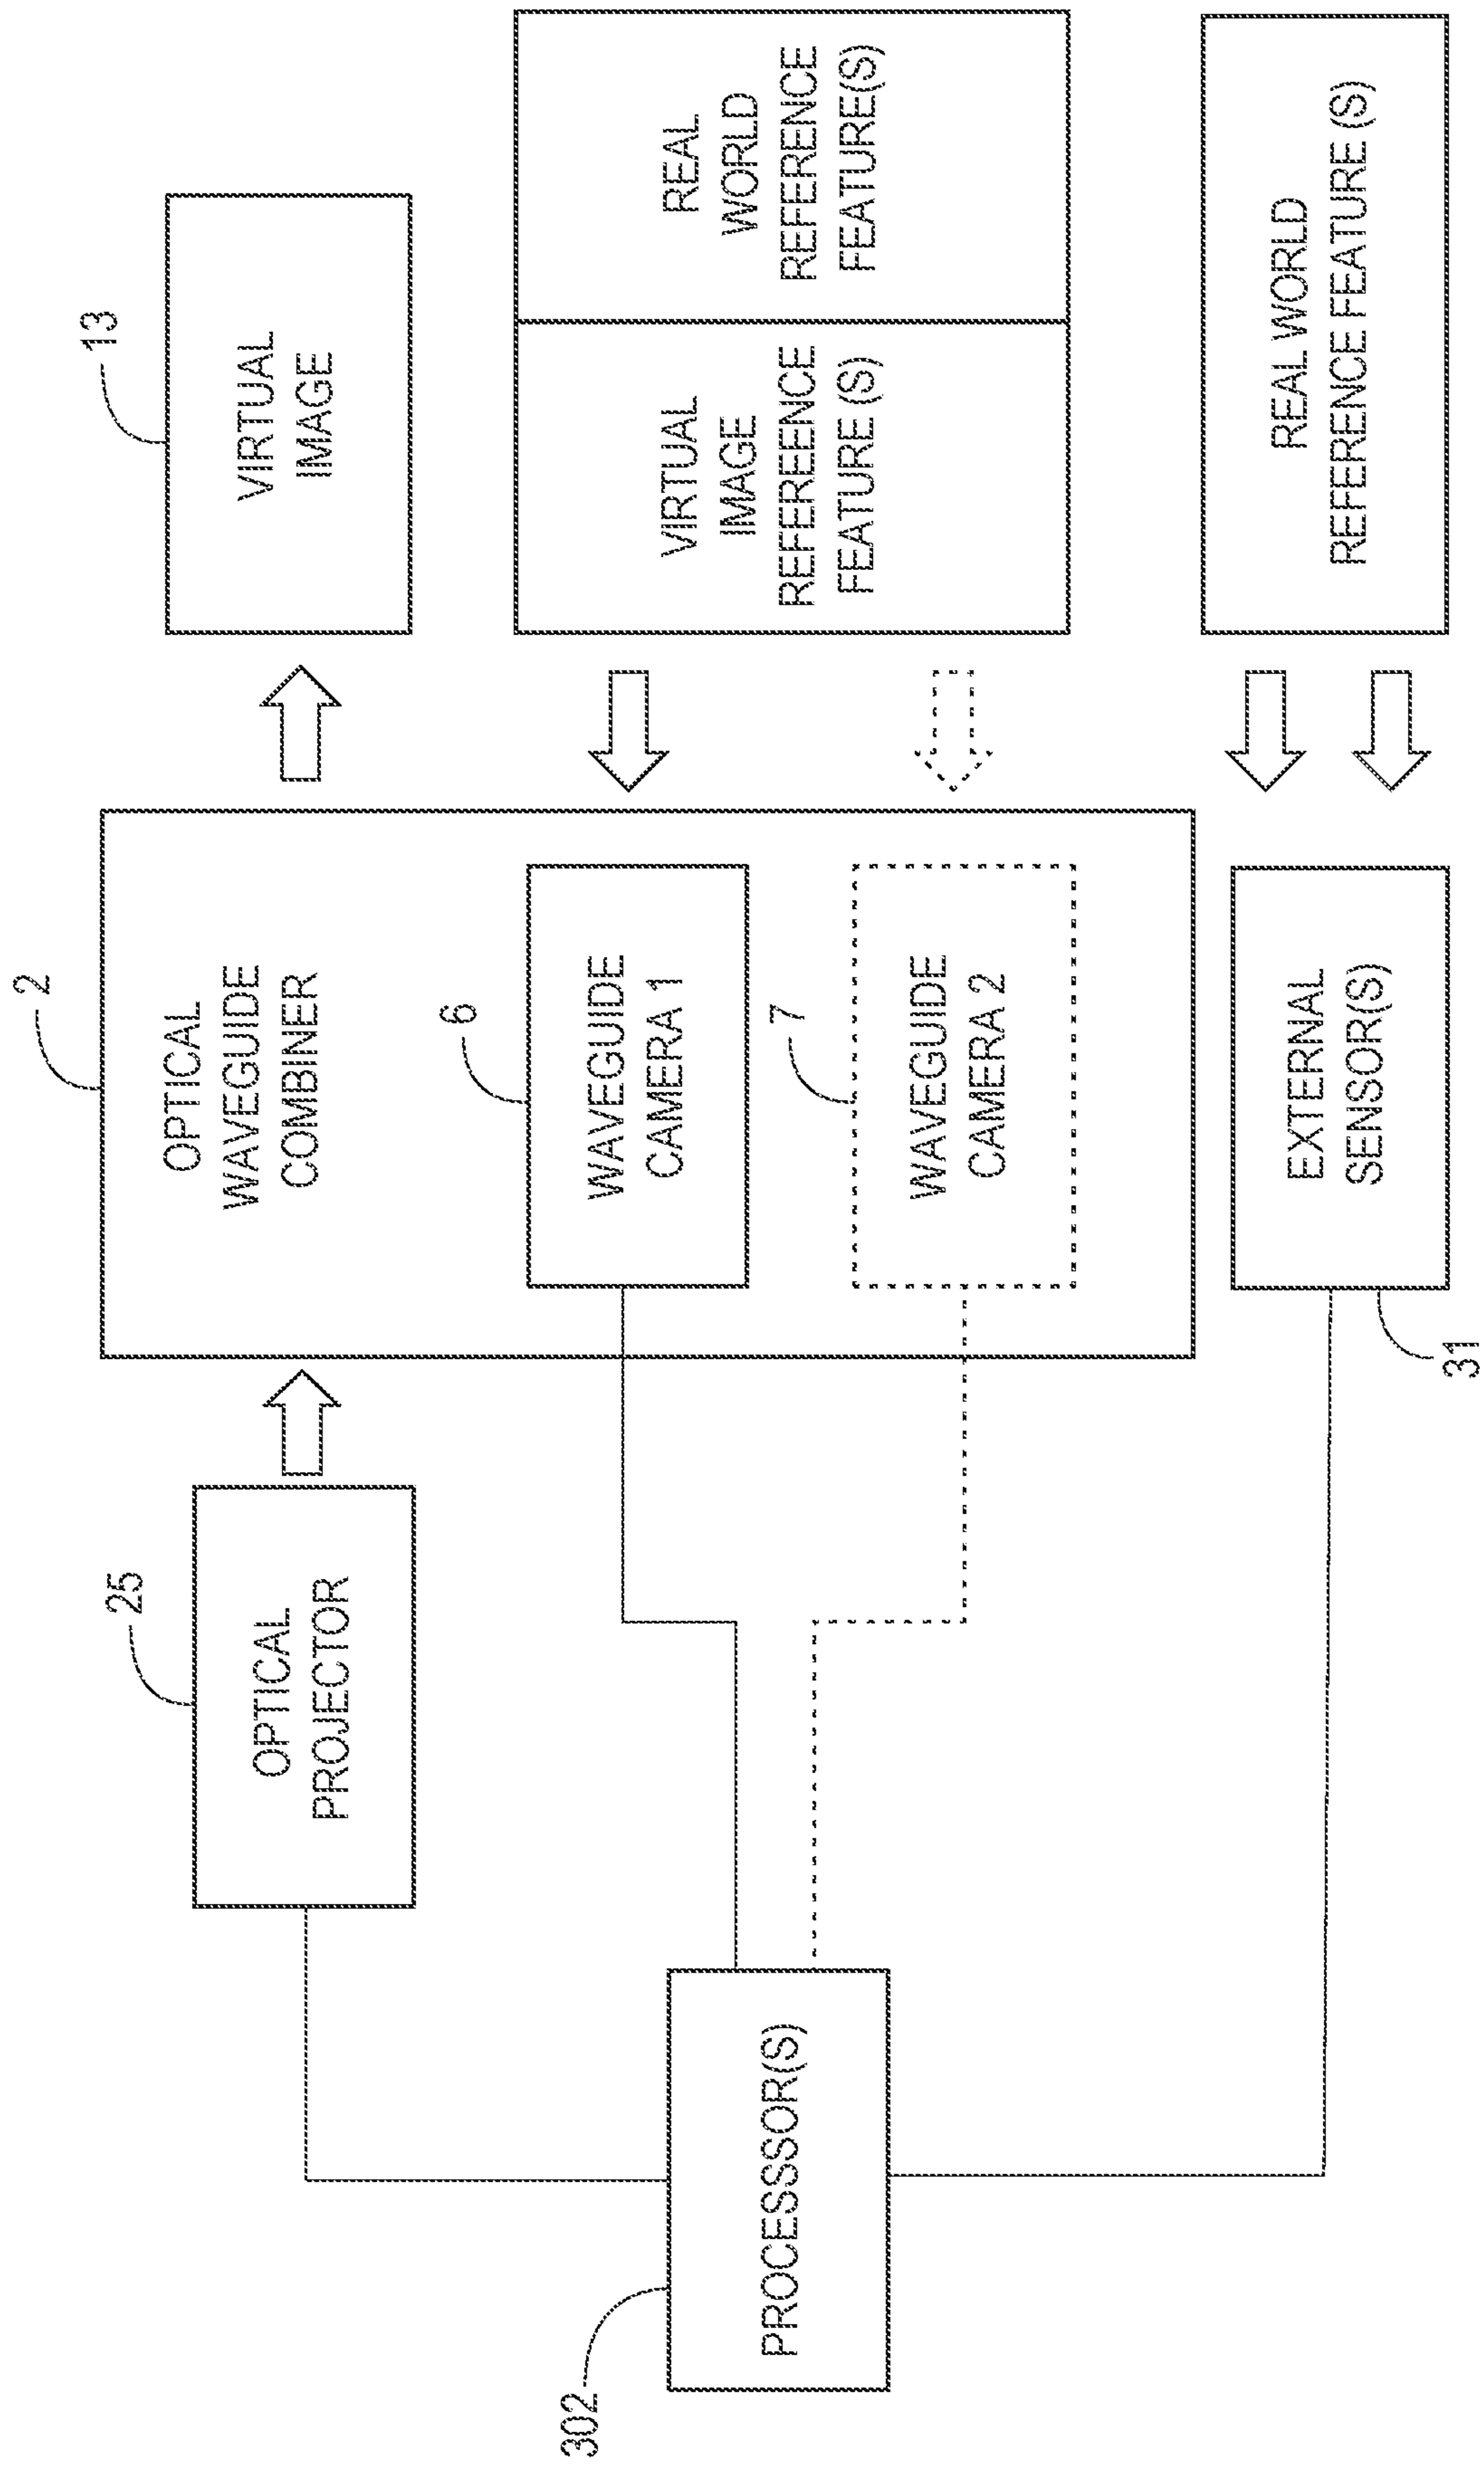 302
PROCESSSOR(S)
25
OPTICAL
PROJECTOR
2
OPTICAL
WAVEGUIDE
COMBINER
6
WAVEGUIDE
CAMERA 1
7
WAVEGUIDE
CAMERA 2
EXTERNAL
SENSOR(S)
31
13
VIRTUAL
IMAGE
VIRTUAL
IMAGE
REFEREENCE
FEATURE (S)
REAL
WORLD
REFERENCE
FEATURE(S)
REAL WORLD
REFERENCE FEATURE (S)